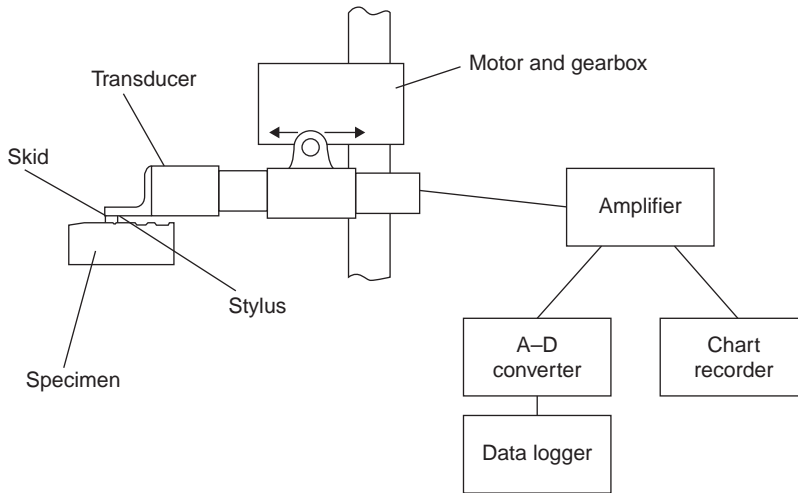 Motor and gearbox
Transducer
Skid
Amplifier
Stylus
A–D
converter
Chart
recorder
Specimen
Data logger